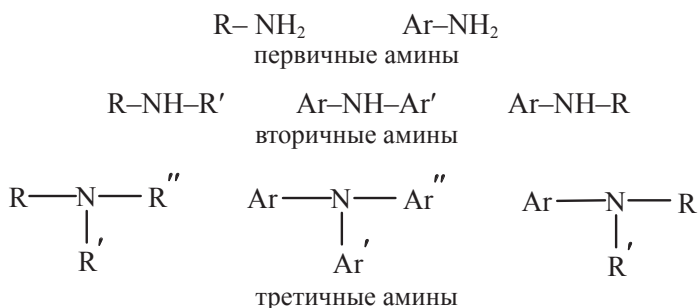 R– NH₂ Ar–NH₂
первичные амины
R–NH–R′ Ar–NH–Ar′ Ar–NH–R
вторичные амины
R—N—R″ Ar—N—Ar″ Ar—N—R
R′ Ar′ R′
третичные амины